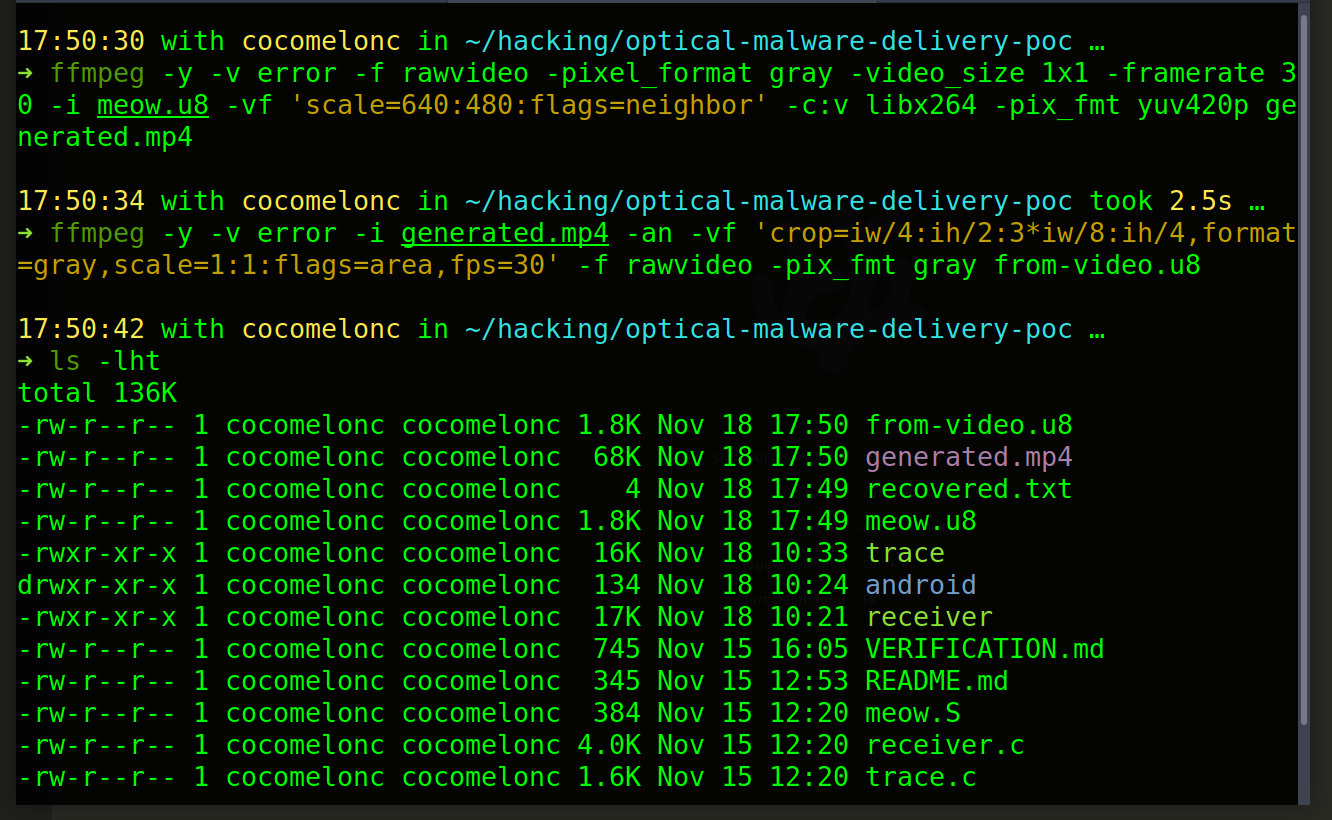 17:50:30 with cocomelonc in ~/hacking/optical-malware-delivery-poc …
➜ ffmpeg -y -v error -f rawvideo -pixel_format gray -video_size 1x1 -framerate 3
0 -i meow.u8 -vf 'scale=640:480:flags=neighbor' -c:v libx264 -pix_fmt yuv420p ge
nerated.mp4
17:50:34 with cocomelonc in ~/hacking/optical-malware-delivery-poc took 2.5s …
➜ ffmpeg -y -v error -i generated.mp4 -an -vf 'crop=iw/4:ih/2:3*iw/8:ih/4,format
=gray,scale=1:1:flags=area,fps=30' -f rawvideo -pix_fmt gray from-video.u8
17:50:42 with cocomelonc in ~/hacking/optical-malware-delivery-poc …
➜ ls -lht
total 136K
-rw-r--r-- 1 cocomelonc cocomelonc 1.8K Nov 18 17:50 from-video.u8
-rw-r--r-- 1 cocomelonc cocomelonc  68K Nov 18 17:50 generated.mp4
-rw-r--r-- 1 cocomelonc cocomelonc    4 Nov 18 17:49 recovered.txt
-rw-r--r-- 1 cocomelonc cocomelonc 1.8K Nov 18 17:49 meow.u8
-rwxr-xr-x 1 cocomelonc cocomelonc  16K Nov 18 10:33 trace
drwxr-xr-x 1 cocomelonc cocomelonc  134 Nov 18 10:24 android
-rwxr-xr-x 1 cocomelonc cocomelonc  17K Nov 18 10:21 receiver
-rw-r--r-- 1 cocomelonc cocomelonc  745 Nov 15 16:05 VERIFICATION.md
-rw-r--r-- 1 cocomelonc cocomelonc  345 Nov 15 12:53 README.md
-rw-r--r-- 1 cocomelonc cocomelonc  384 Nov 15 12:20 meow.S
-rw-r--r-- 1 cocomelonc cocomelonc 4.0K Nov 15 12:20 receiver.c
-rw-r--r-- 1 cocomelonc cocomelonc 1.6K Nov 15 12:20 trace.c